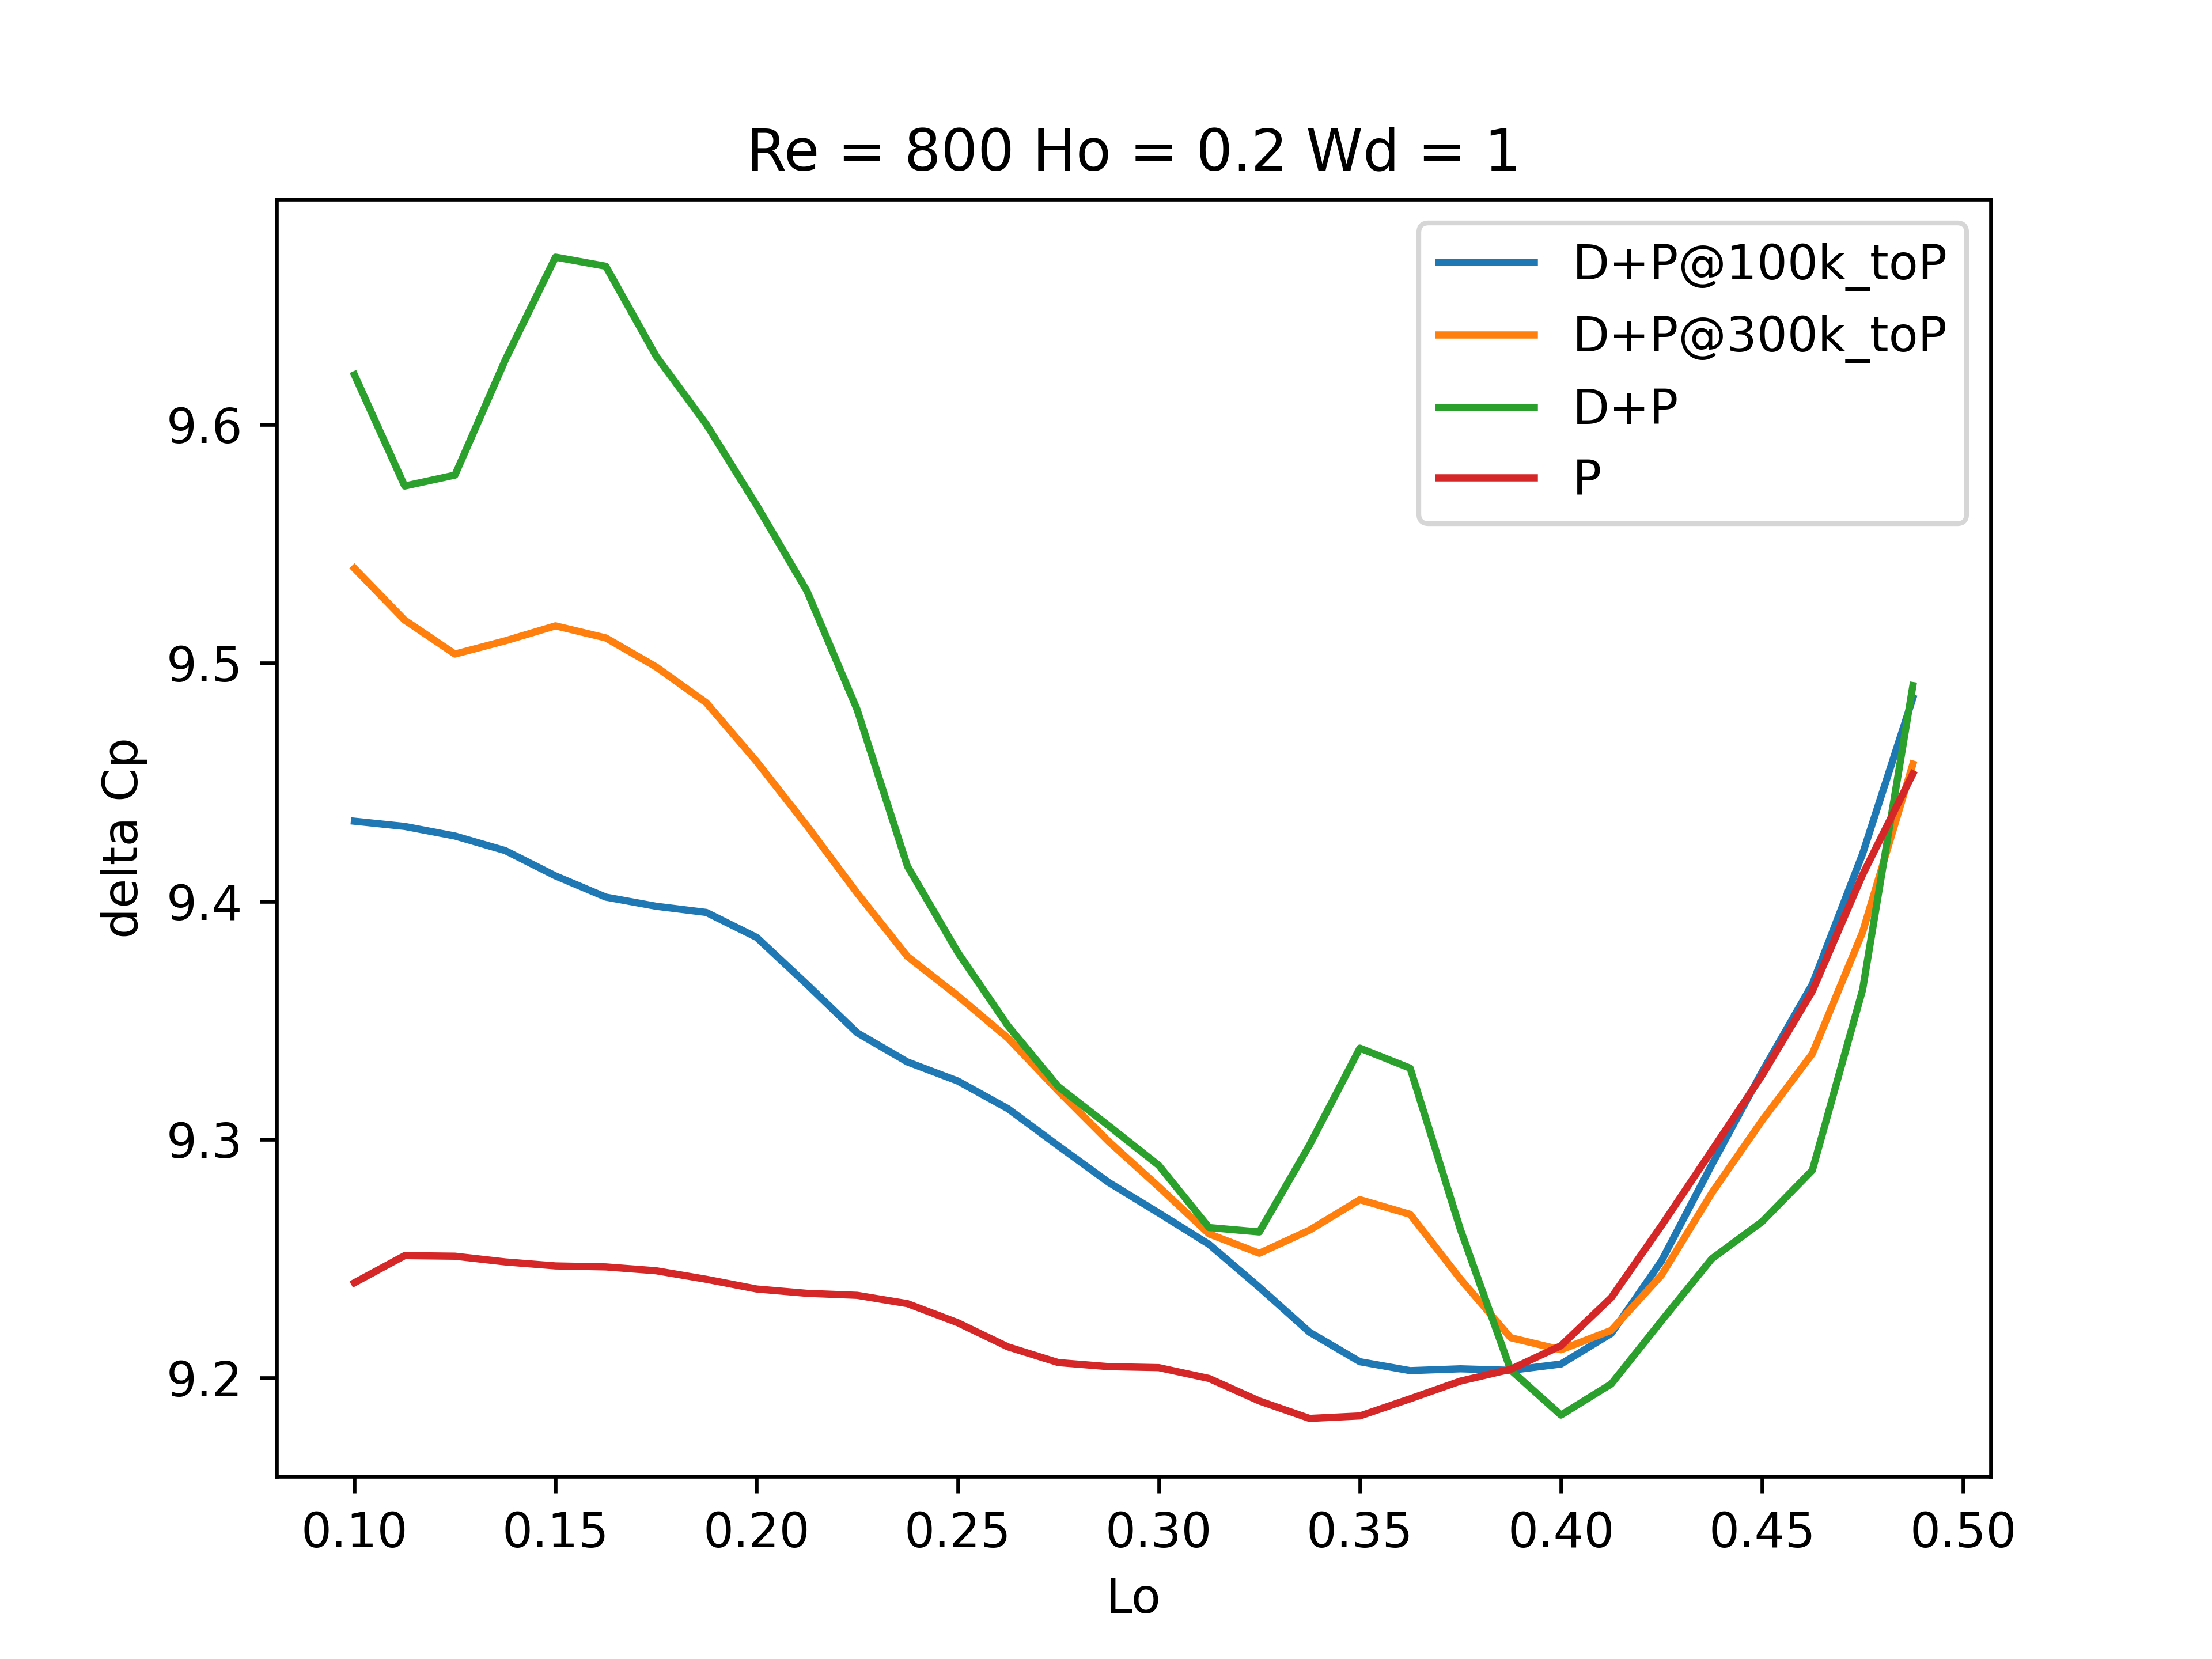 Re = 800 Ho = 0.2 Wd = 1
D+P@100k_toP
D+P@300k_toP
D+P
P
delta Cp
9.6
9.5
9.4
9.3
9.2
0.10 0.15 0.20 0.25 0.30 0.35 0.40 0.45 0.50
Lo